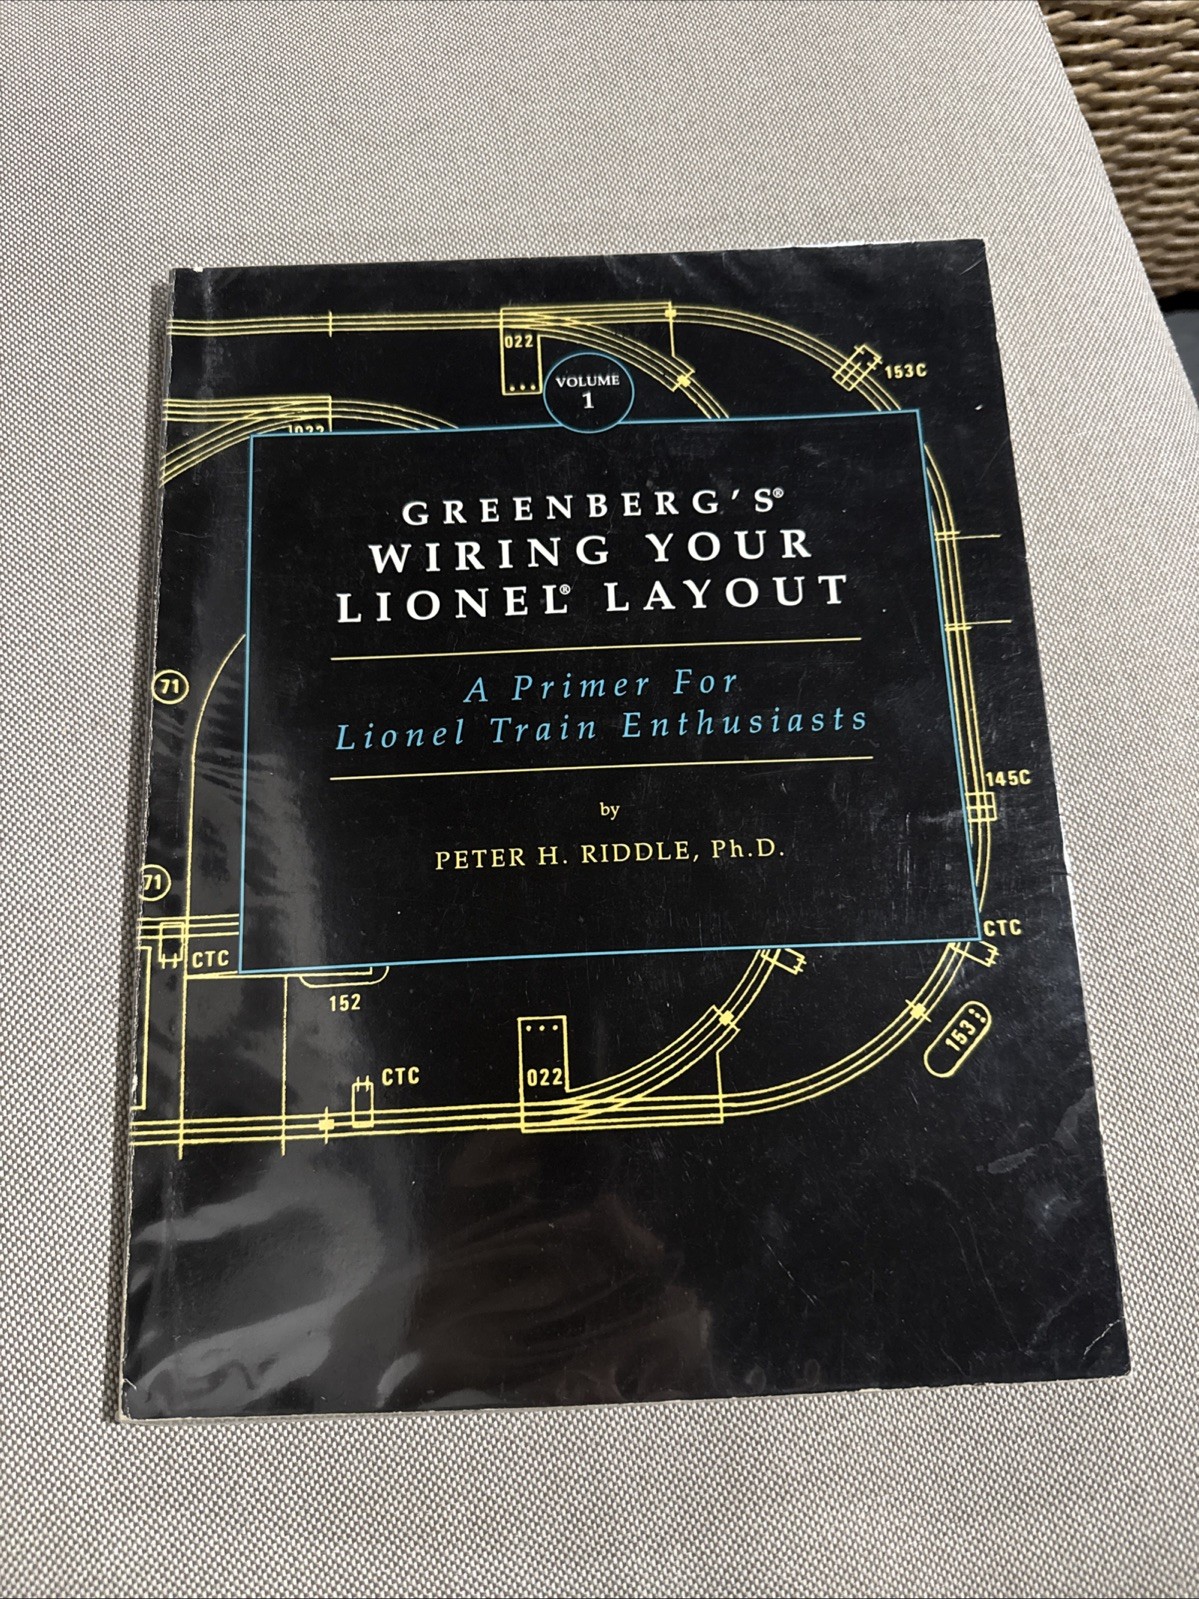 022
153C
VOLUME
1
022
GREENBERG'S®
WIRING YOUR
LIONEL® LAYOUT
A Primer For
Lionel Train Enthusiasts
71
145C
by
PETER H. RIDDLE, Ph.D.
71
CTC
CTC
152
153
CTC
022